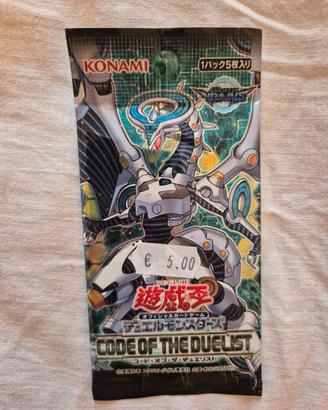 KONAMI
1パック5枚入り
VRAINS
€ 5.00
遊戯王
オフィシャルカードゲーム
デュエルモンスターズ
CODE OF THE DUELIST
コード・オブ・ザ・デュエリスト